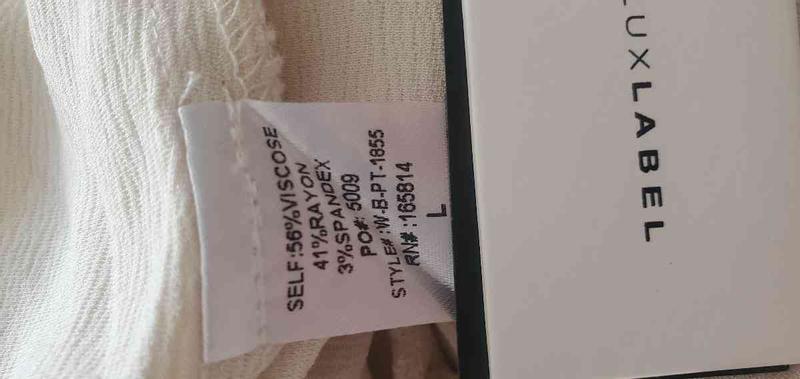 SELF:56%VISCOSE
41%RAYON
3%SPANDEX
PO#: 5009
STYLE# :W-B-PT-1855
RN# :165814
L
LUXLABEL